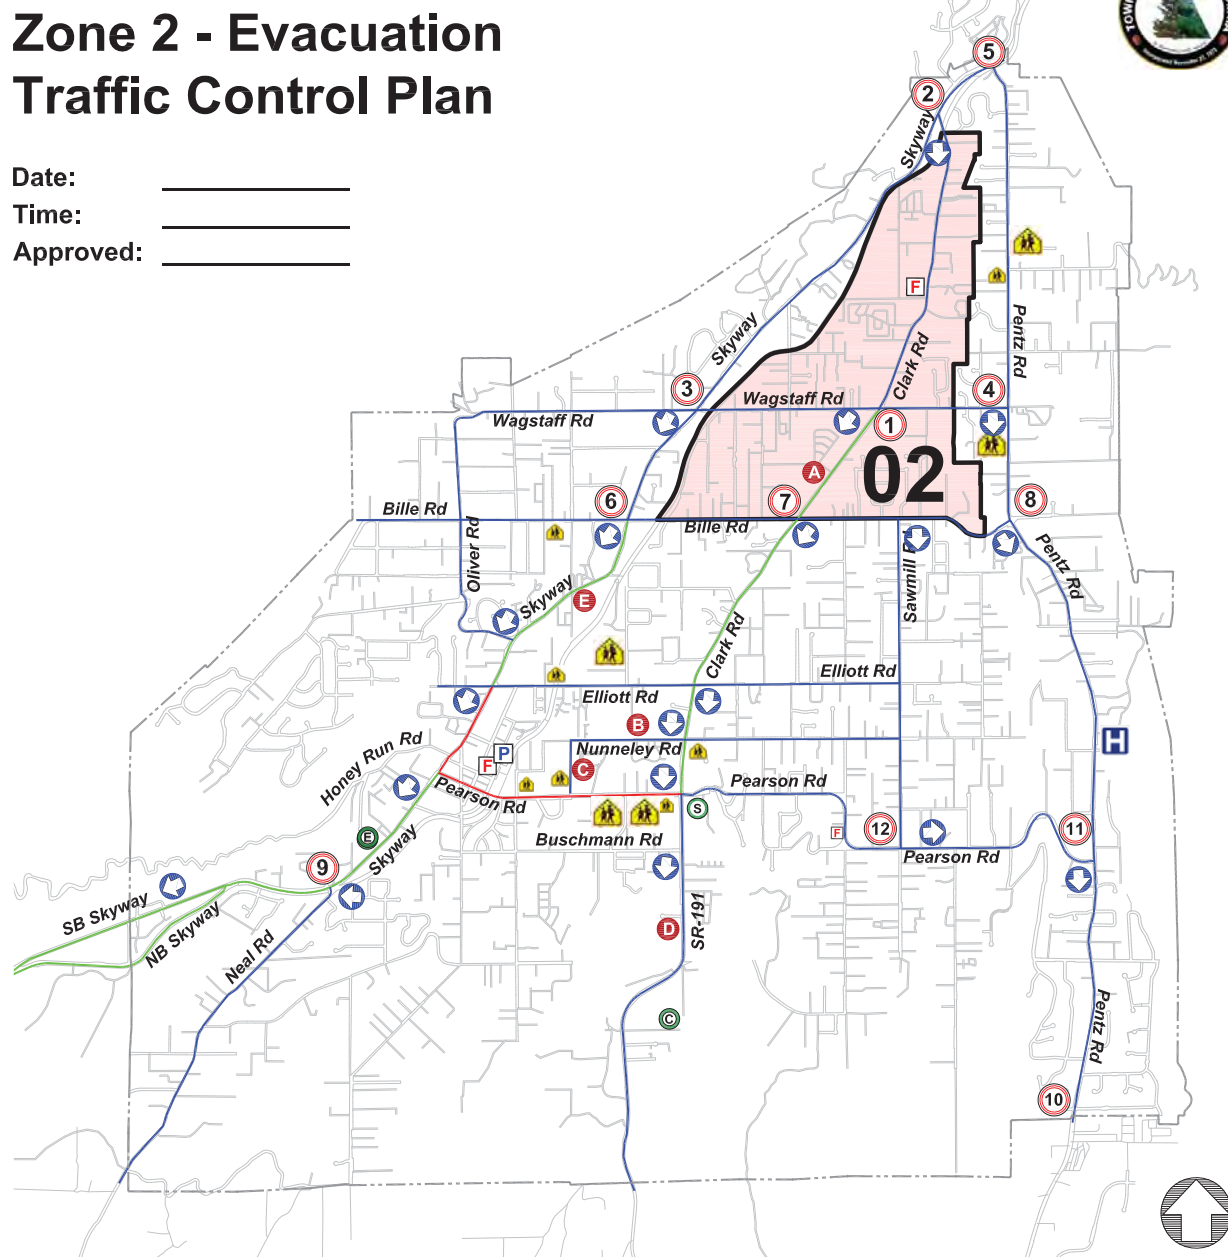 Zone 2 - Evacuation
Traffic Control Plan
Date:
Time:
Approved:
5
2
Skyway
F
Pentz Rd
Skyway
Clark Rd
3
4
Wagstaff Rd
Wagstaff Rd
1
A
02
6
7
8
Bille Rd
Bille Rd
Oliver Rd
Sawmill Rd
Pentz Rd
Skyway
E
Clark Rd
Elliott Rd
Elliott Rd
B
H
Honey Run Rd
P
F
Nunneley Rd
C
Pearson Rd
Pearson Rd
S
Buschmann Rd
F
12
11
Pearson Rd
E
Skyway
9
SB Skyway
NB Skyway
Neal Rd
SR-191
D
C
Pentz Rd
10